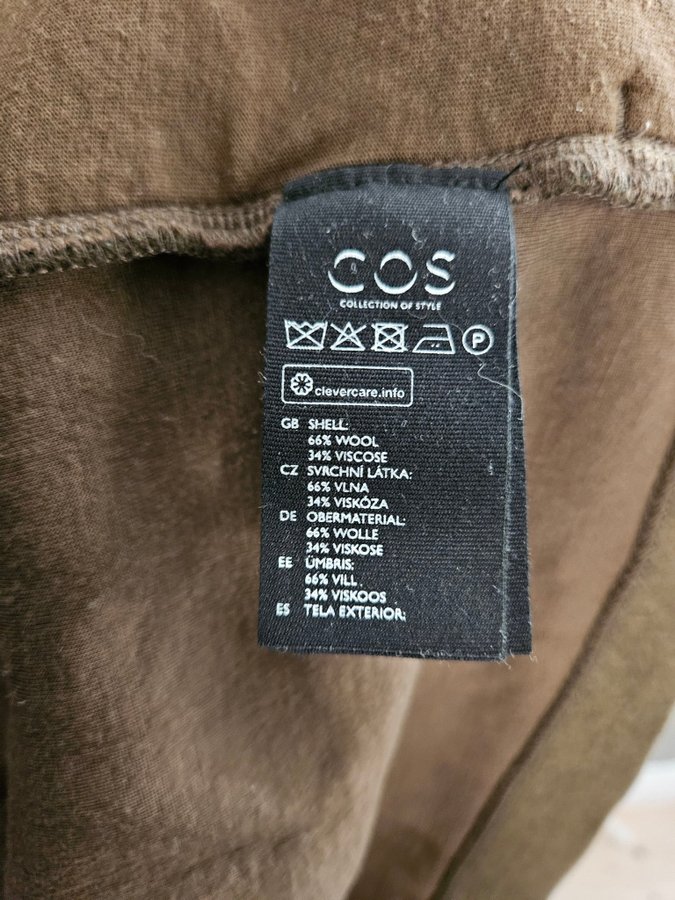 COS
COLLECTION OF STYLE
P
clevercare.info
GB SHELL:
66% WOOL
34% VISCOSE
CZ SVRCHNÍ LÁTKA:
66% VLNA
34% VISKÓZA
DE OBERMATERIAL:
66% WOLLE
34% VISKOSE
EE ÜMBRIS:
66% VILL
34% VISKOOS
ES TELA EXTERIOR: